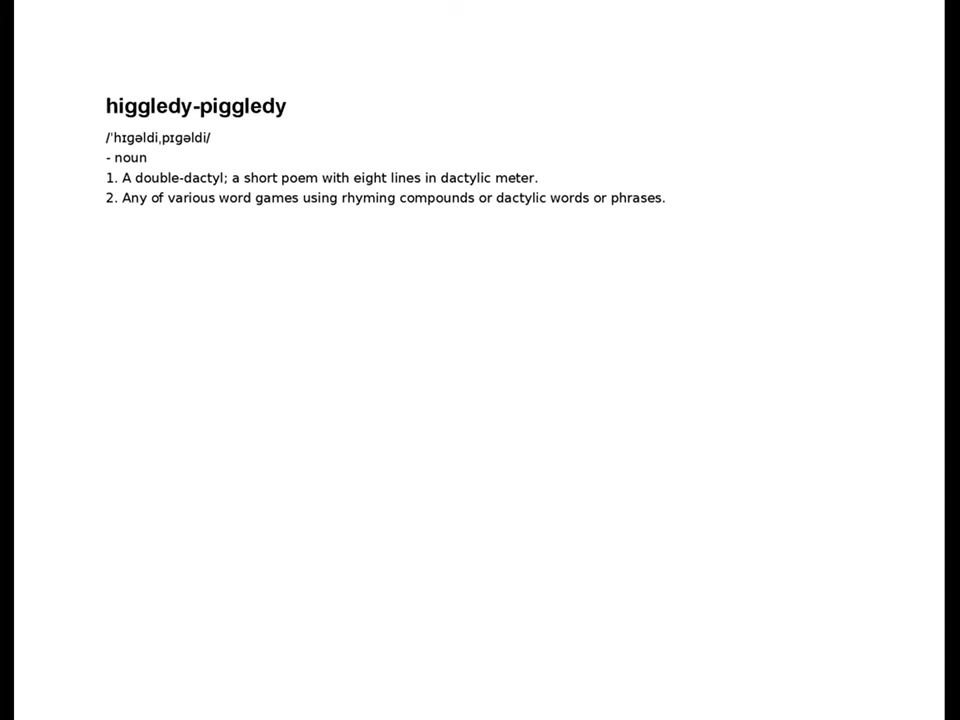 higgledy-piggledy
/ˈhɪgəldiˌpɪgəldi/
- noun
1. A double-dactyl; a short poem with eight lines in dactylic meter.
2. Any of various word games using rhyming compounds or dactylic words or phrases.